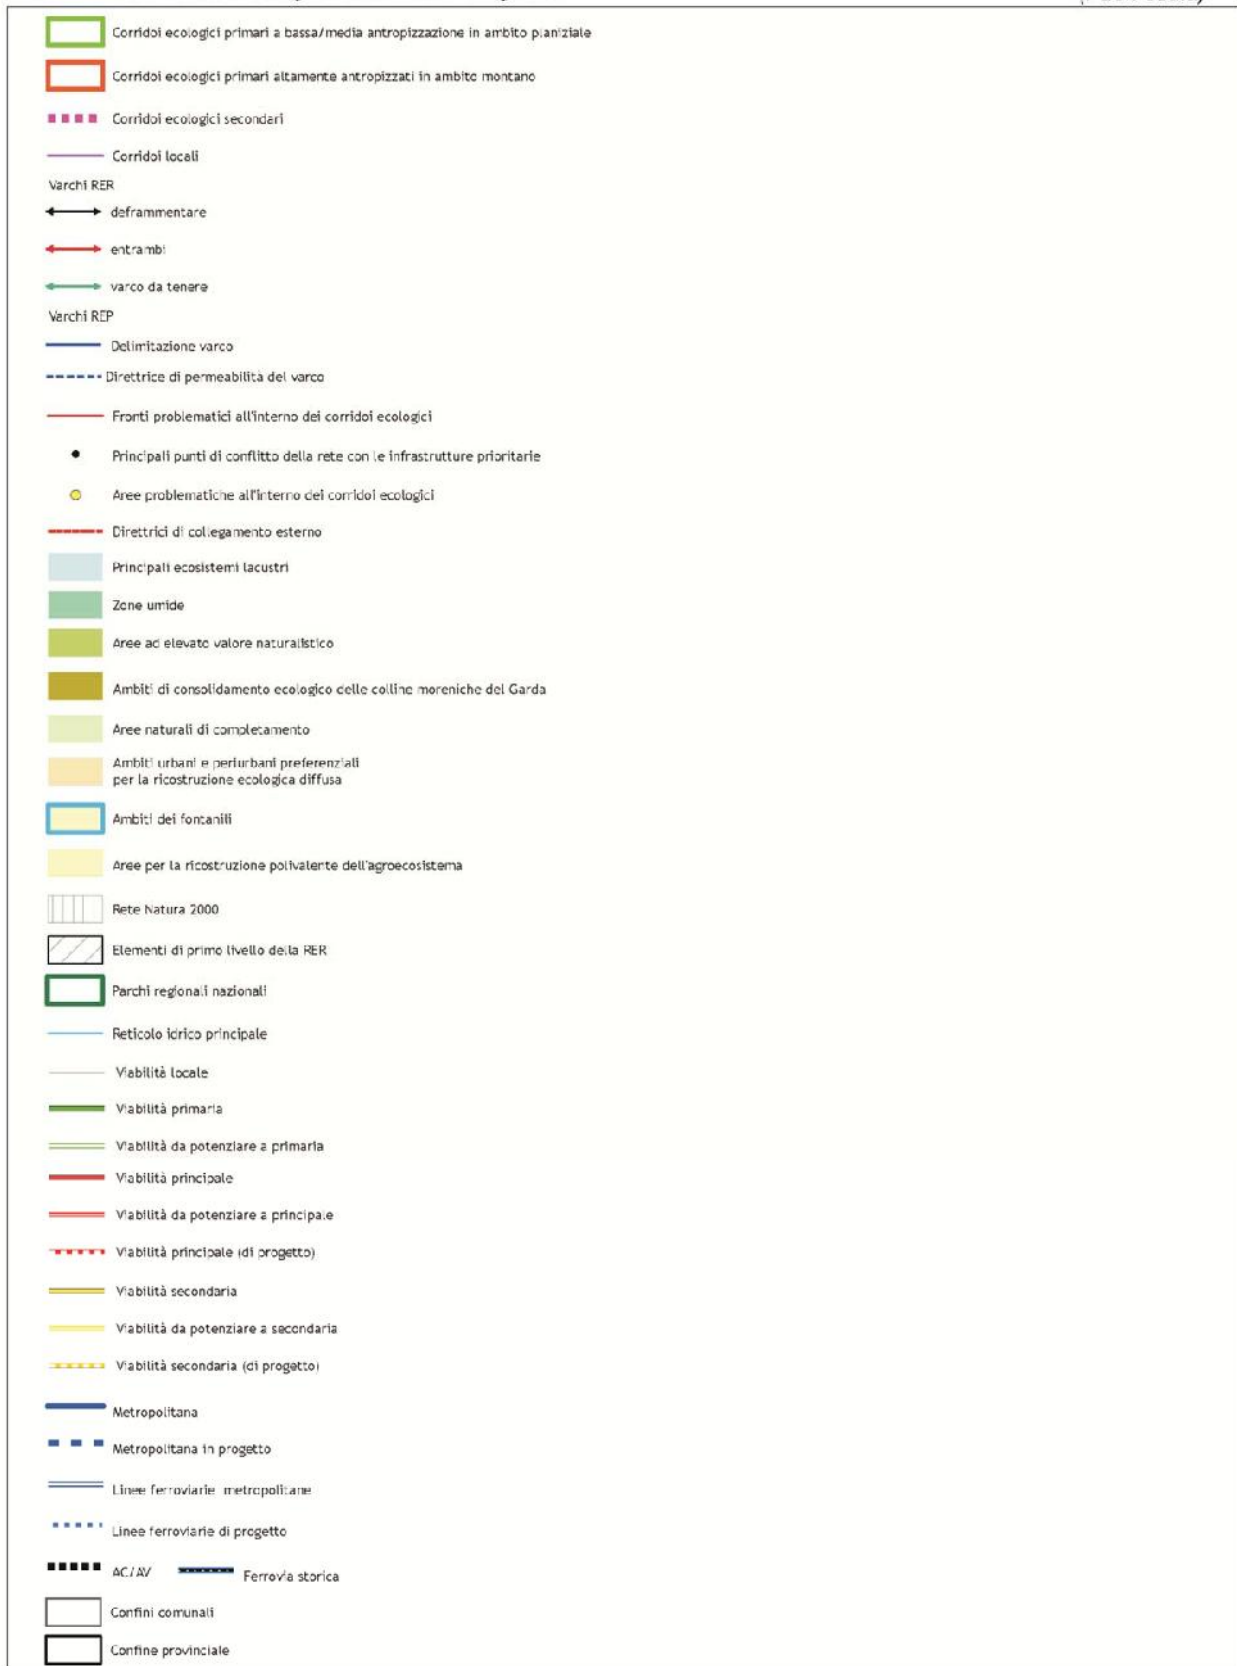 Corridoi ecologici primari a bassa/media antropizzazione in ambito planiziale
Corridoi ecologici primari altamente antropizzati in ambito montano
Corridoi ecologici secondari
Corridoi locali
Varchi RER
deframmentare
entrambi
varco da tenere
Varchi REP
Delimitazione varco
Direttrice di permeabilità del varco
Fronti problematici all'interno dei corridoi ecologici
Principali punti di conflitto della rete con le infrastrutture prioritarie
Aree problematiche all'interno dei corridoi ecologici
Direttrici di collegamento esterno
Principali ecosistemi lacustri
Zone umide
Aree ad elevato valore naturalistico
Ambiti di consolidamento ecologico delle colline moreniche del Garda
Aree naturali di completamento
Ambiti urbani e periurbani preferenziali
per la ricostruzione ecologica diffusa
Ambiti dei fontanili
Aree per la ricostruzione polivalente dell'agroecosistema
Rete Natura 2000
Elementi di primo livello della RER
Parchi regionali nazionali
Reticolo idrico principale
Viabilità locale
Viabilità primaria
Viabilità da potenziare a primaria
Viabilità principale
Viabilità da potenziare a principale
Viabilità principale (di progetto)
Viabilità secondaria
Viabilità da potenziare a secondaria
Viabilità secondaria (di progetto)
Metropolitana
Metropolitana in progetto
Linee ferroviarie metropolitane
Linee ferroviarie di progetto
AC/AV Ferrovia storica
Confini comunali
Confine provinciale